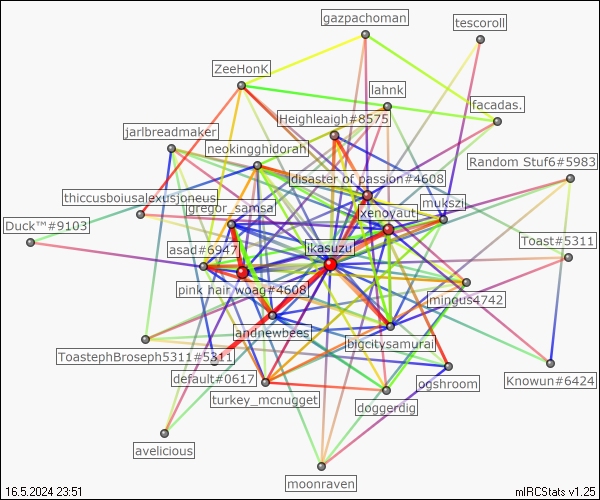 gazpachoman
tescoroll
ZeeHonK
lahnk
facadas.
Heighleaigh#8575
jarlbreadmaker
neokingghidorah
Random Stuf6#5983
disaster of passion#4608
thiccusboiusalexusjoneus
mukszi
gregor_samsa
xenoyaut
Duck™#9103
Toast#5311
asad#6947
ikasuzu
pink hair woag#4608
mingus4742
andnewbees
bigcitysamurai
ToastephBroseph5311#5311
default#0617
ogshroom
Knowun#6424
turkey_mcnugget
doggerdig
avelicious
moonraven
16.5.2024 23:51
mIRCStats v1.25